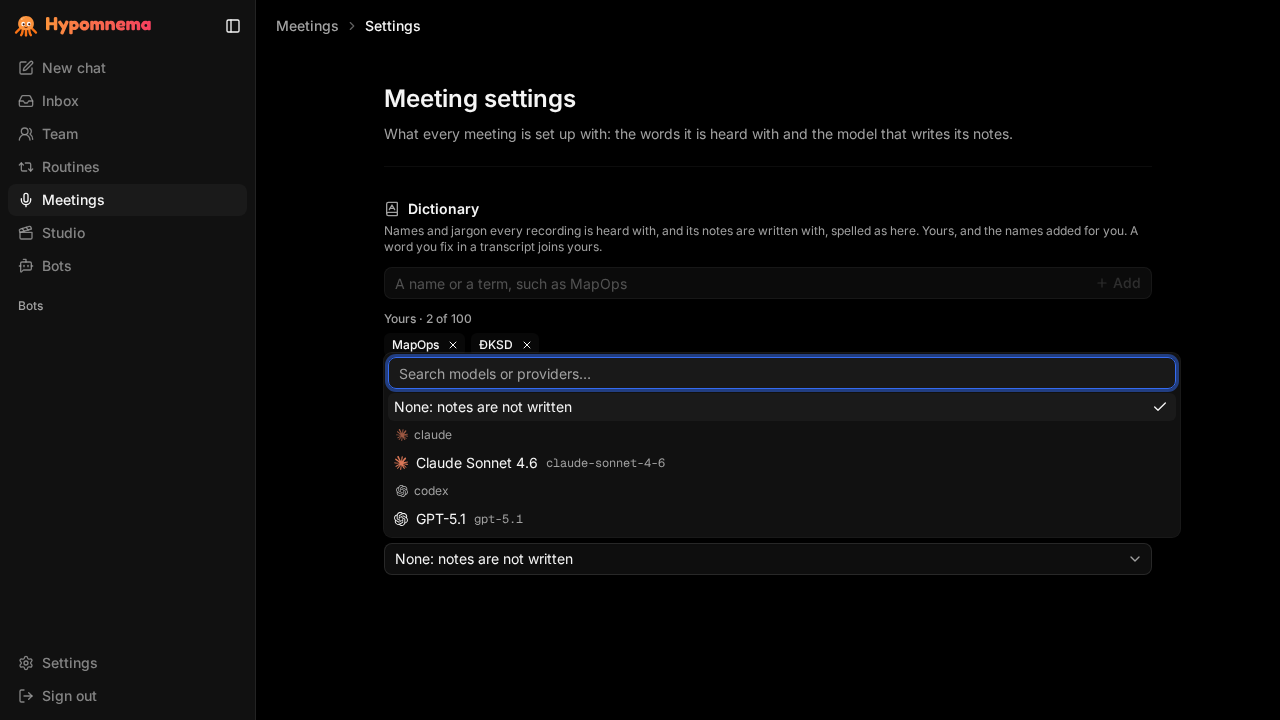 Hypomnema
New chat
Inbox
Team
Routines
Meetings
Studio
Bots
Bots
Settings
Sign out
Meetings > Settings
Meeting settings
What every meeting is set up with: the words it is heard with and the model that writes its notes.
Dictionary
Names and jargon every recording is heard with, and its notes are written with, spelled as here. Yours, and the names added for you. A
word you fix in a transcript joins yours.
A name or a term, such as MapOps + Add
Yours · 2 of 100
MapOps ĐKSD
Search models or providers...
None: notes are not written
claude
Claude Sonnet 4.6 claude-sonnet-4-6
codex
GPT-5.1 gpt-5.1
None: notes are not written